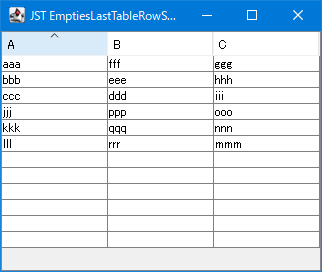 JST EmptiesLastTableRowS...
A B C
aaa fff ggg
bbb eee hhh
ccc ddd iii
jjj ppp ooo
kkk qqq nnn
lll rrr mmm